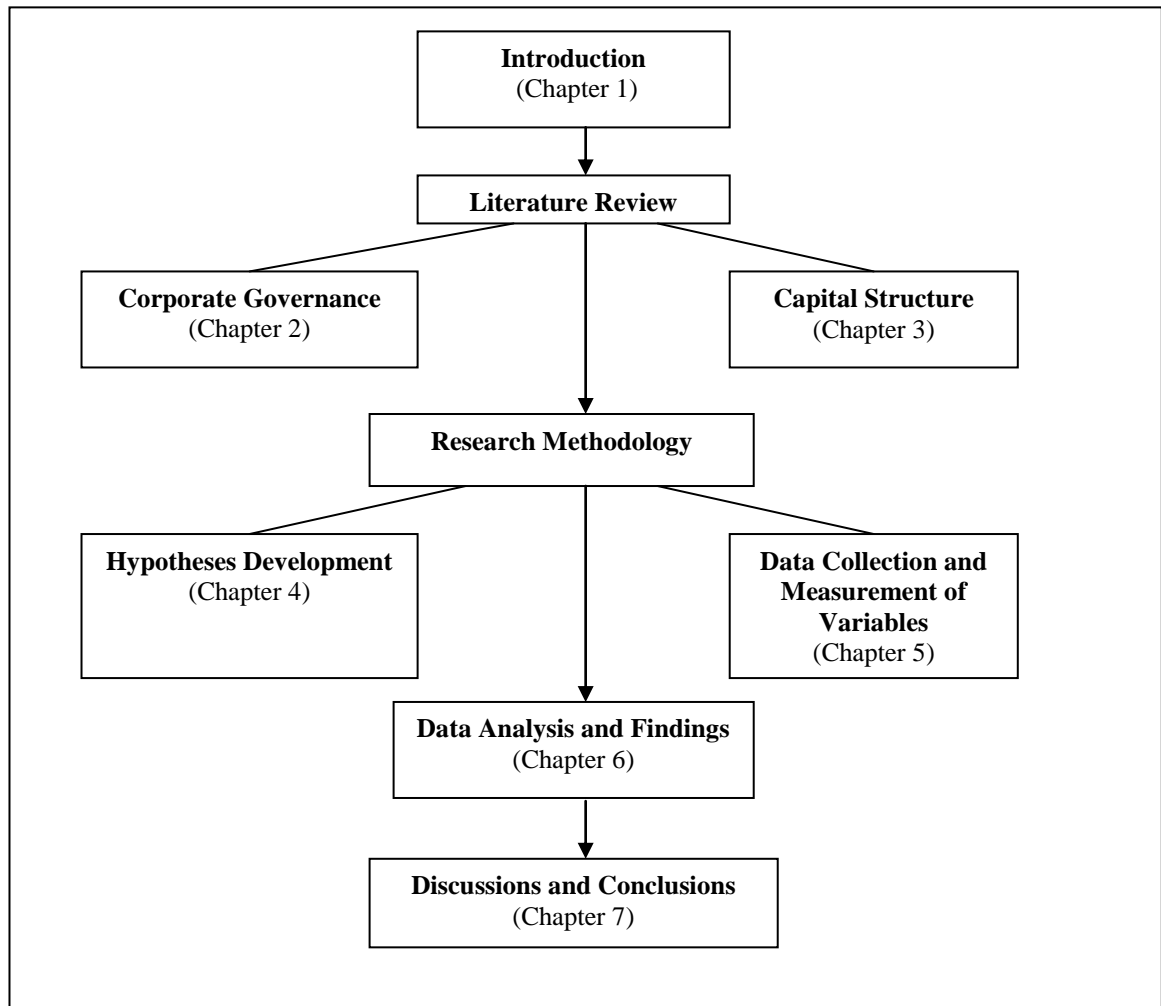 Introduction
(Chapter 1)
Literature Review
Corporate Governance
(Chapter 2)
Capital Structure
(Chapter 3)
Research Methodology
Hypotheses Development
(Chapter 4)
Data Collection and
Measurement of
Variables
(Chapter 5)
Data Analysis and Findings
(Chapter 6)
Discussions and Conclusions
(Chapter 7)